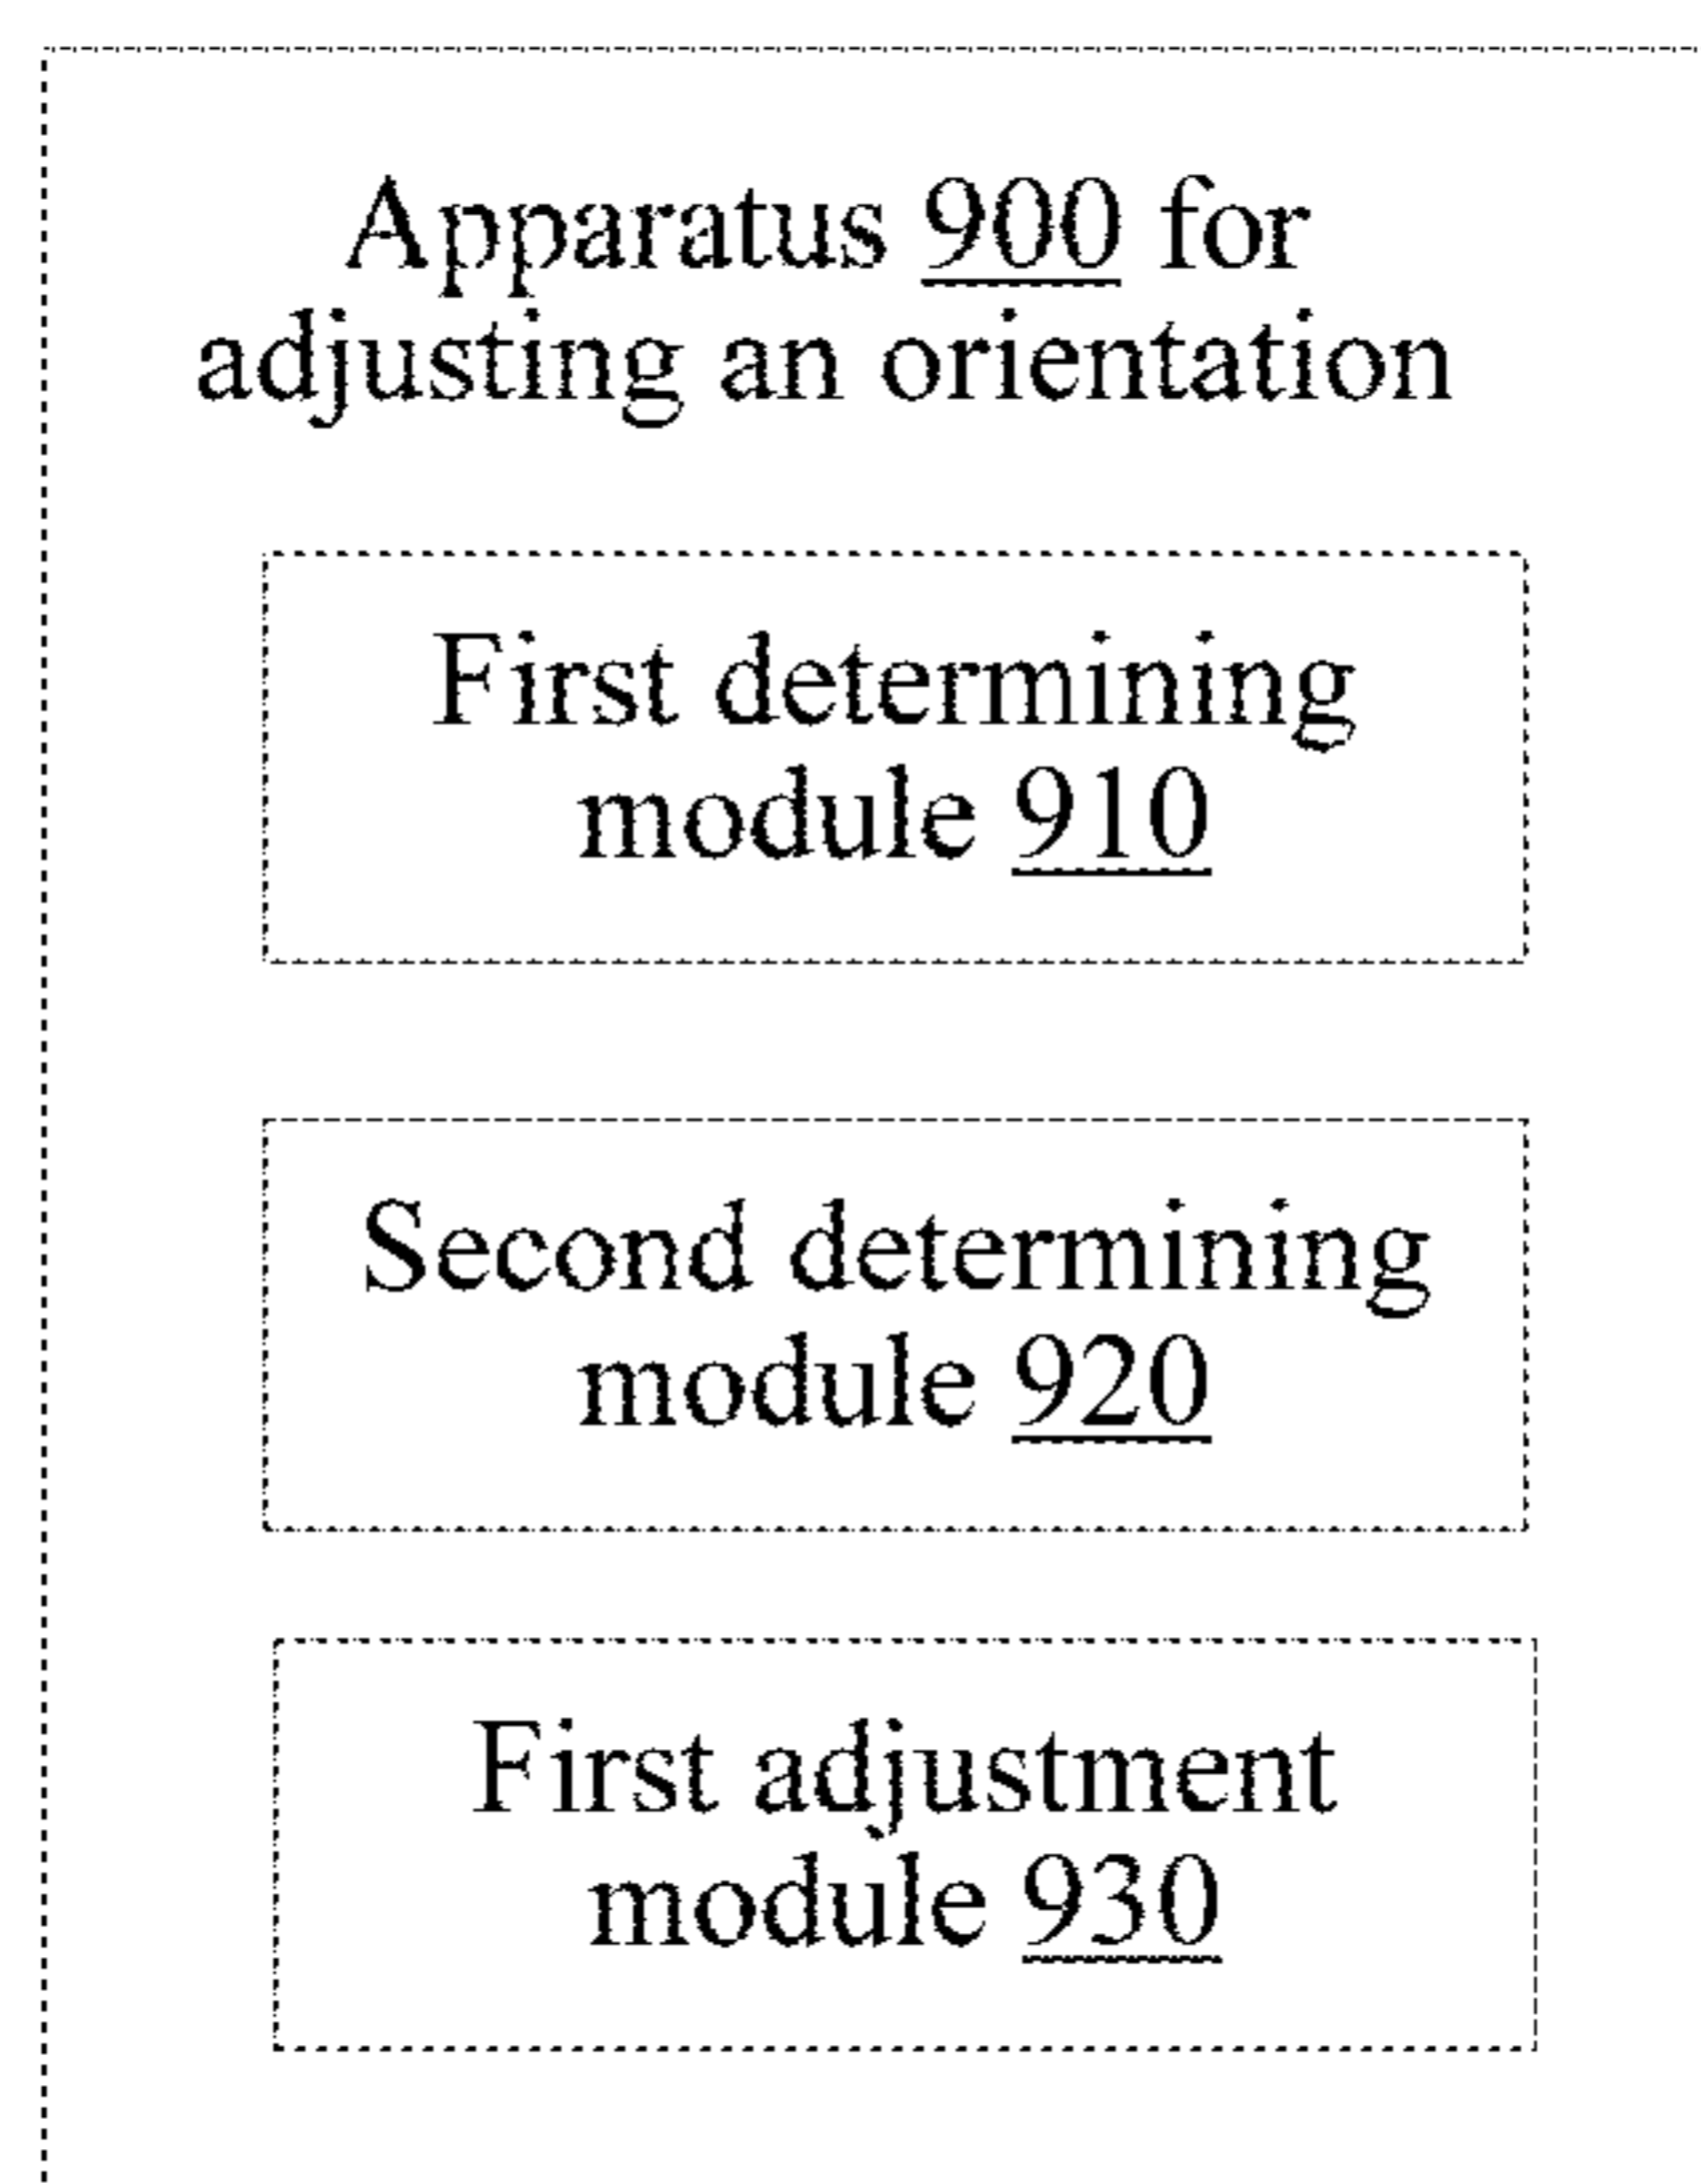 Apparatus 900 for
adjusting an orientation
First determining
module 910
Second determining
module 920
First adjustment
module 930